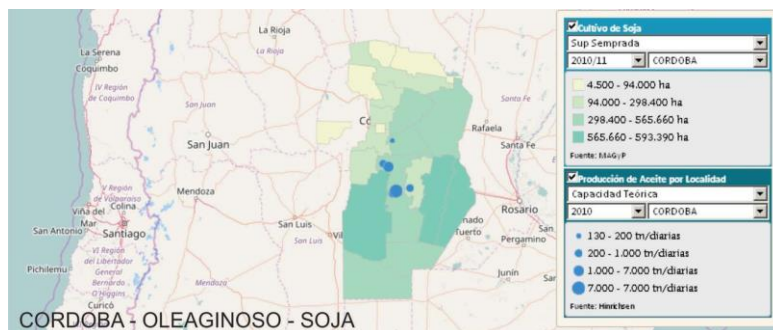 La Rioja
La Rioja
La Serena
Coquimbo
IV Región
de Coquimbo
San Juan
San Juan
Santa Fe
Rafaela
Santa Fe
Mendoza
V Región
de Valparaíso
Viña del
Mar
Colina
San Antonio
Santiago
San Luis
San Luis
Rosario
Tuerto
Pergamino
VI Región
del Libertador
General
Bernardo
O'Higgins
Pichilemu
Mendoza
Junín
Curicó
CORDOBA - OLEAGINOSO - SOJA
Cultivo de Soja
Sup Semprada
2010/11 CORDOBA
4.500 - 94.000 ha
94.000 - 298.400 ha
298.400 - 565.660 ha
565.660 - 593.390 ha
Fuente: MAGyP
Producción de Aceite por Localidad
Capacidad Teórica
2010 CORDOBA
130 - 200 tn/diarias
200 - 1.000 tn/diarias
1.000 - 7.000 tn/diarias
7.000 - 7.000 tn/diarias
Fuente: Hinrichsen